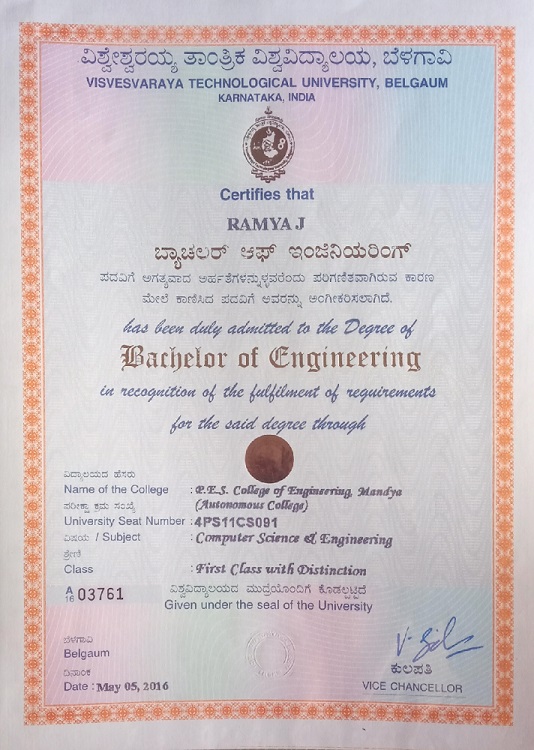 ವಿಶ್ವೇಶ್ವರಯ್ಯ ತಾಂತ್ರಿಕ ವಿಶ್ವವಿದ್ಯಾಲಯ, ಬೆಳಗಾವಿ
VISVESVARAYA TECHNOLOGICAL UNIVERSITY, BELGAUM
KARNATAKA, INDIA
Certifies that
RAMYA J
ಬ್ಯಾಚಲರ್ ಆಫ್ ಇಂಜಿನಿಯರಿಂಗ್
ಪದವಿಗೆ ಅಗತ್ಯವಾದ ಅರ್ಹತೆಗಳನ್ನುಳ್ಳವರೆಂದು ಪರಿಗಣಿತವಾಗಿರುವ ಕಾರಣ
ಮೇಲೆ ಕಾಣಿಸಿದ ಪದವಿಗೆ ಅವರನ್ನು ಅಂಗೀಕರಿಸಲಾಗಿದೆ.
has been duly admitted to the Degree of
Bachelor of Engineering
in recognition of the fulfilment of requirements
for the said degree through
ವಿದ್ಯಾಲಯದ ಹೆಸರು
Name of the College : P.E.S. College of Engineering, Mandya
ಪರೀಕ್ಷಾ ಕ್ರಮ ಸಂಖ್ಯೆ (Autonomous College)
University Seat Number : 4PS11CS091
ವಿಷಯ / Subject : Computer Science & Engineering
ಶ್ರೇಣಿ
Class : First Class with Distinction
A 16 03761 ವಿಶ್ವವಿದ್ಯಾಲಯದ ಮುದ್ರೆಯೊಂದಿಗೆ ಕೊಡಲ್ಪಟ್ಟಿದೆ
Given under the seal of the University
ಬೆಳಗಾವಿ
Belgaum
ದಿನಾಂಕ ಕುಲಪತಿ
Date : May 05, 2016 VICE CHANCELLOR